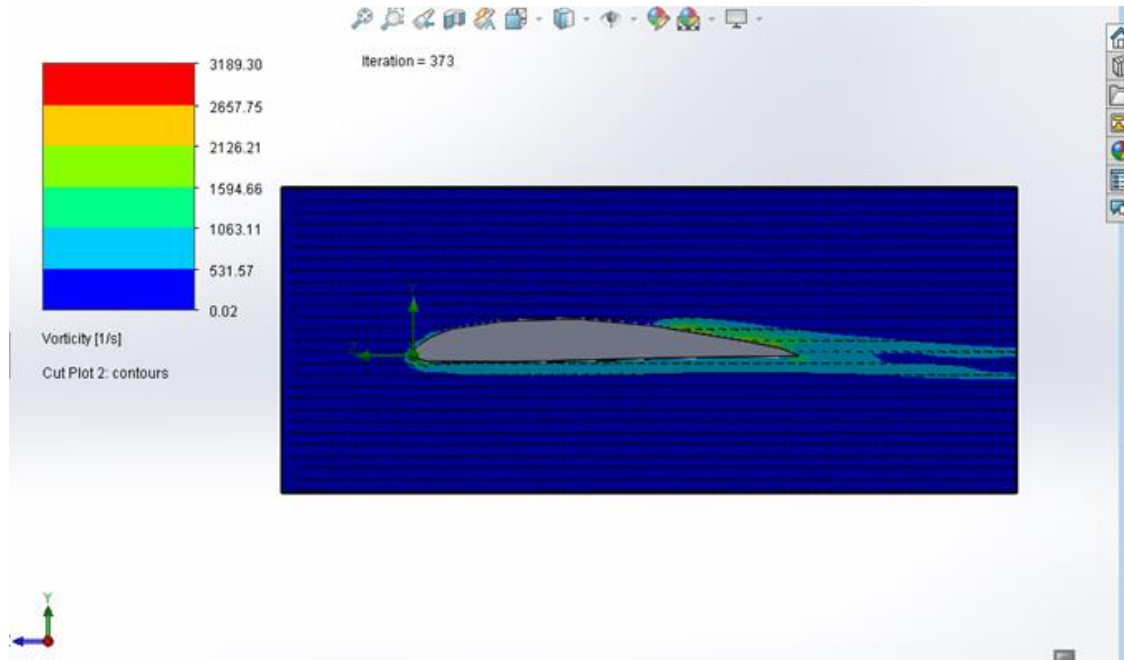 3189.30
Iteration = 373
2657.75
2126.21
1594.66
1063.11
531.57
0.02
Vorticity [1/s]
Cut Plot 2: contours
Y